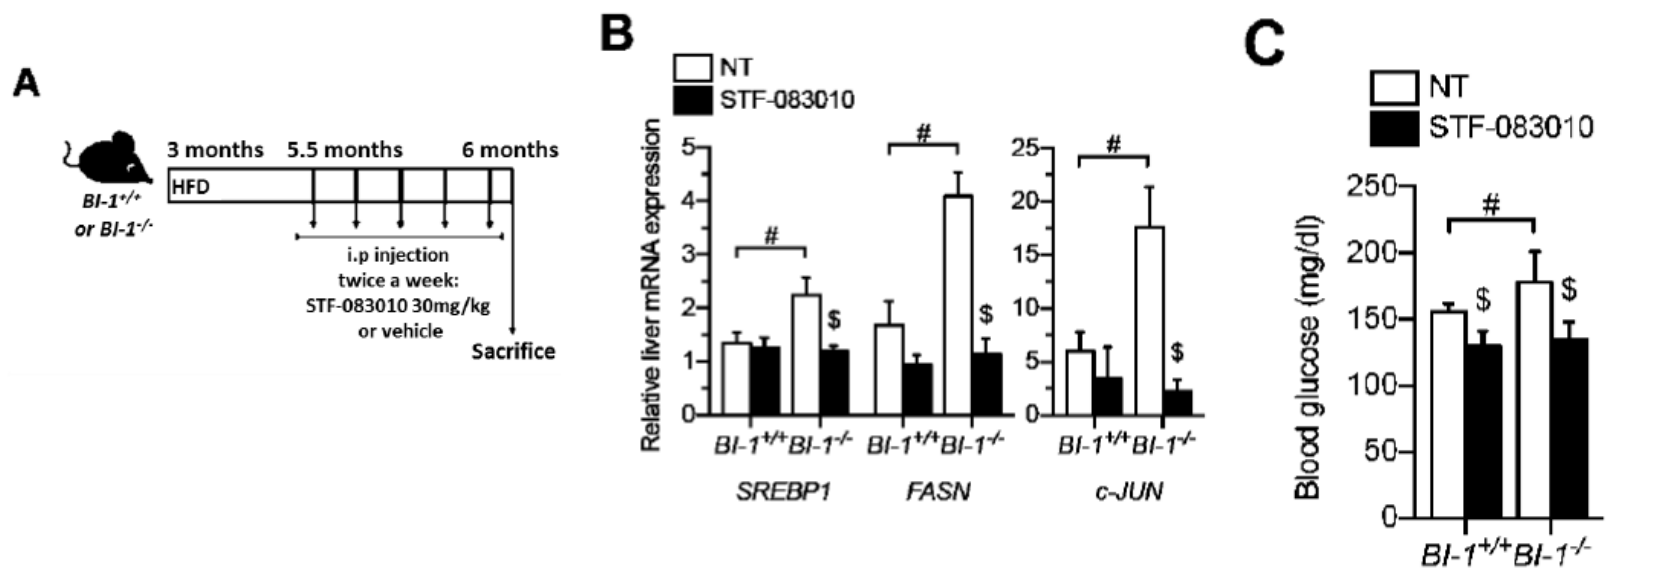 A
3 months 5.5 months 6 months
HFD
BI-1+/+
or BI-1-/-
i.p injection
twice a week:
STF-083010 30mg/kg
or vehicle
Sacrifice
B
NT
STF-083010
Relative liver mRNA expression
5
4
3
2
1
0
#
$
#
$
BI-1+/+ BI-1-/- BI-1+/+ BI-1-/-
SREBP1 FASN
25
20
15
10
5
0
#
$
BI-1+/+ BI-1-/-
c-JUN
C
NT
STF-083010
Blood glucose (mg/dl)
250
200
150
100
50
0
#
$ $
BI-1+/+ BI-1-/-